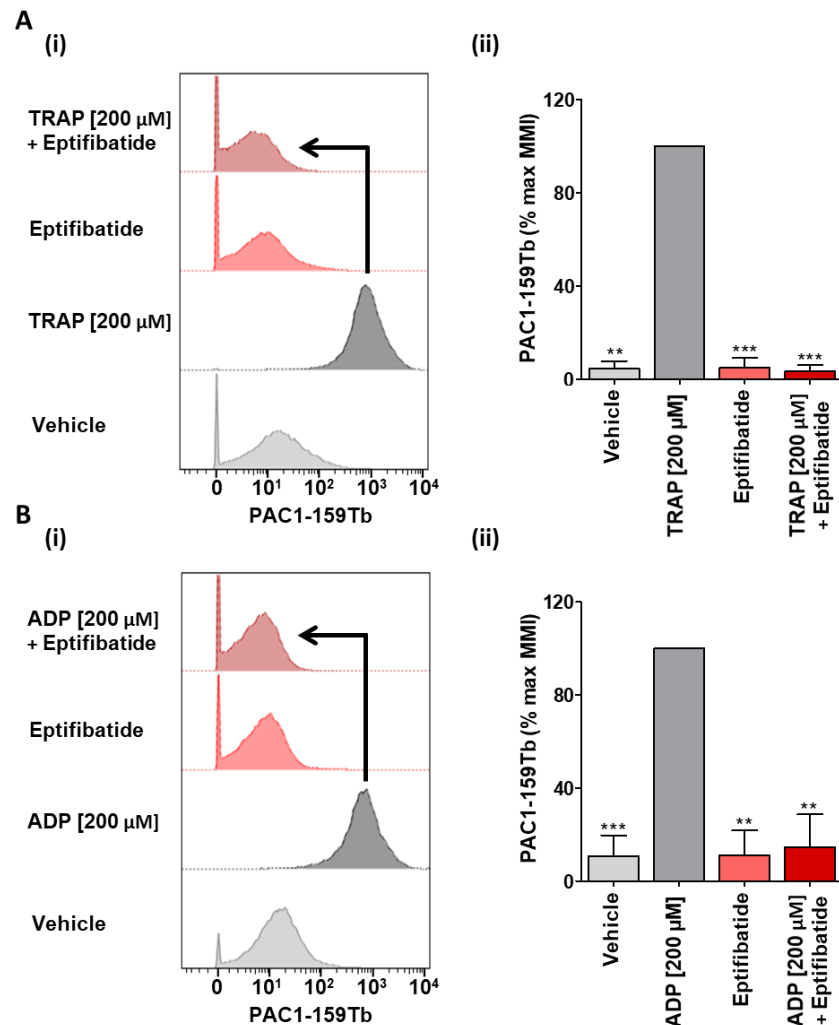 A
(i)
TRAP [200 μM]
+ Eptifibatide
Eptifibatide
TRAP [200 μM]
Vehicle
0 10¹ 10² 10³ 10⁴
PAC1-159Tb
(ii)
PAC1-159Tb (% max MMI)
120
80
40
0
** *** ***
Vehicle
TRAP [200 μM]
Eptifibatide
TRAP [200 μM]
+ Eptifibatide
B
(i)
ADP [200 μM]
+ Eptifibatide
Eptifibatide
ADP [200 μM]
Vehicle
0 10¹ 10² 10³ 10⁴
PAC1-159Tb
(ii)
PAC1-159Tb (% max MMI)
120
80
40
0
*** ** **
Vehicle
ADP [200 μM]
Eptifibatide
ADP [200 μM]
+ Eptifibatide